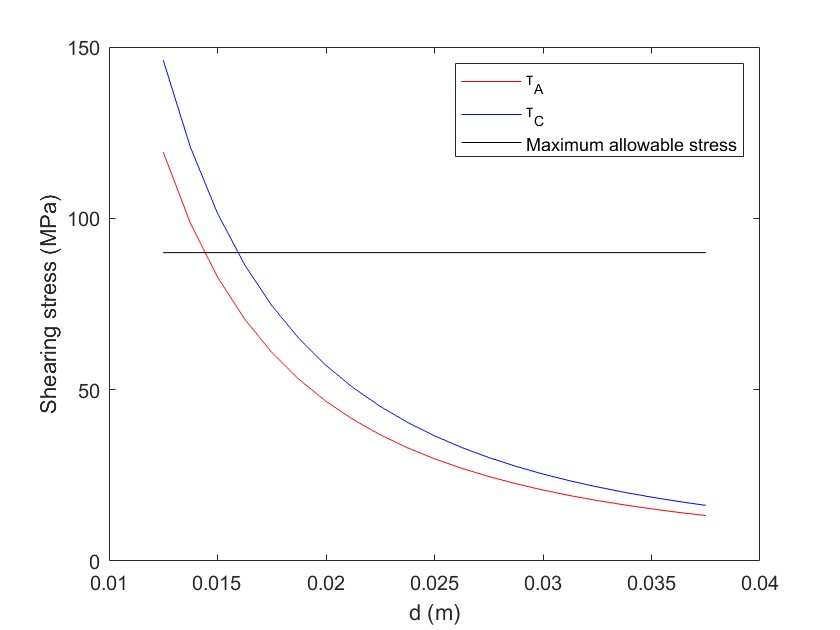 150
100
50
0
Shearing stress (MPa)
τA
τC
Maximum allowable stress
0.01 0.015 0.02 0.025 0.03 0.035 0.04
d (m)